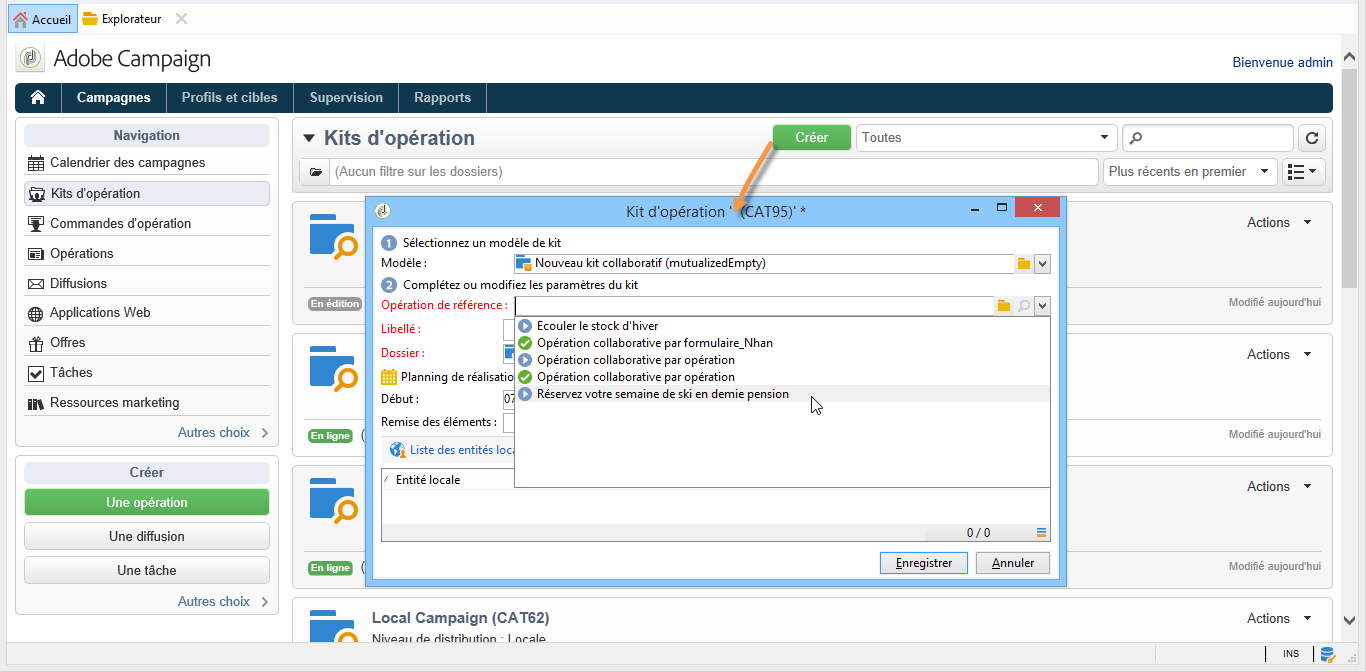 Accueil
Explorateur
Adobe Campaign
Bienvenue admin
Campagnes
Profils et cibles
Supervision
Rapports
Navigation
Calendrier des campagnes
Kits d'opération
Commandes d'opération
Opérations
Diffusions
Applications Web
Offres
Tâches
Ressources marketing
Autres choix
Créer
Une opération
Une diffusion
Une tâche
Autres choix
Kits d'opération
Créer
Toutes
(Aucun filtre sur les dossiers)
Plus récents en premier
Actions
En édition
Modifié aujourd'hui
Actions
En ligne
(
Modifié aujourd'hui
Actions
En ligne
(
Modifié aujourd'hui
Local Campaign (CAT62)
Actions
Niveau de distribution : Locale
Kit d'opération ' (CAT95)' *
1 Sélectionnez un modèle de kit
Modèle : Nouveau kit collaboratif (mutualizedEmpty)
2 Complétez ou modifiez les paramètres du kit
Opération de référence :
Libellé :
Dossier :
Planning de réalisatio
Début : 07
Remise des éléments :
Liste des entités loca
Entité locale
Ecouler le stock d'hiver
Opération collaborative par formulaire_Nhan
Opération collaborative par opération
Opération collaborative par opération
Réservez votre semaine de ski en demie pension
0 / 0
Enregistrer
Annuler
INS